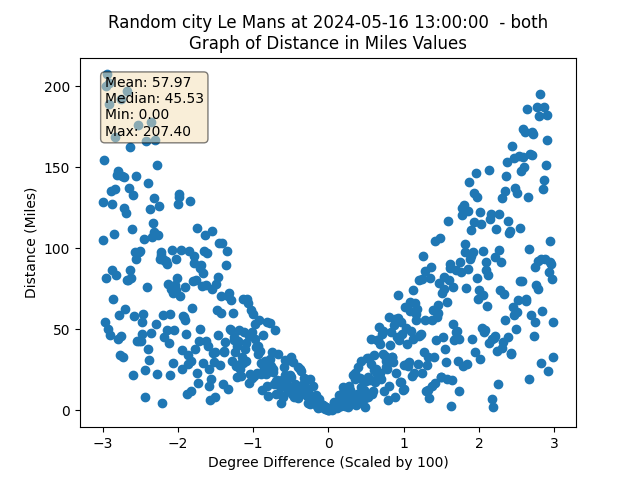 Random city Le Mans at 2024-05-16 13:00:00  - both
Graph of Distance in Miles Values
Mean: 57.97
Median: 45.53
Min: 0.00
Max: 207.40
Distance (Miles)
200
150
100
50
0
−3 −2 −1 0 1 2 3
Degree Difference (Scaled by 100)